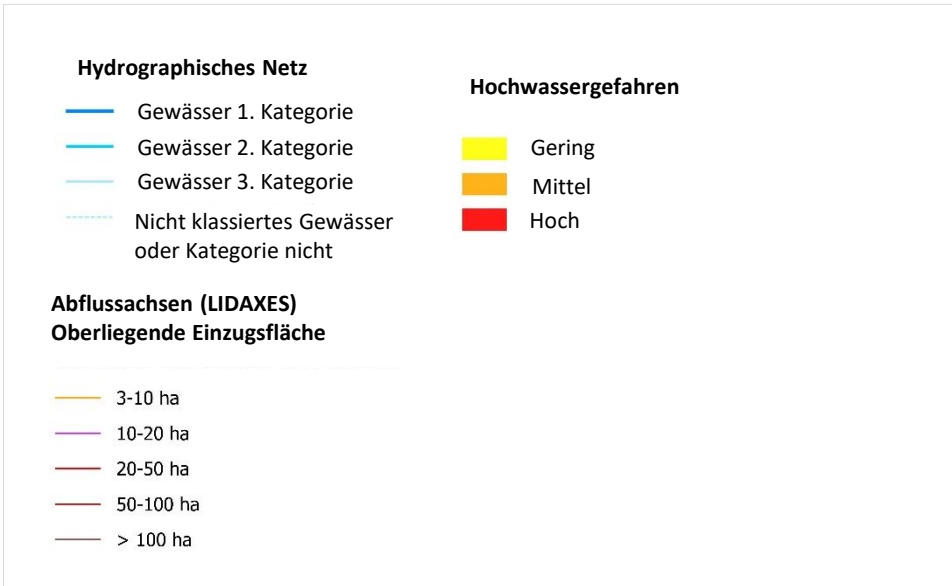 Hydrographisches Netz
Gewässer 1. Kategorie
Gewässer 2. Kategorie
Gewässer 3. Kategorie
Nicht klassiertes Gewässer
oder Kategorie nicht
Hochwassergefahren
Gering
Mittel
Hoch
Abflussachsen (LIDAXES)
Oberliegende Einzugsfläche
3-10 ha
10-20 ha
20-50 ha
50-100 ha
> 100 ha